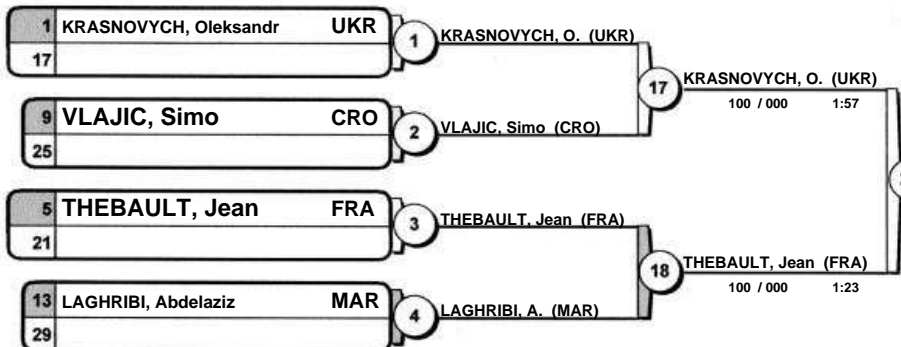 1 KRASNOVYCH, Oleksandr UKR
17
1
KRASNOVYCH, O. (UKR)
9 VLAJIC, Simo CRO
25
2
VLAJIC, Simo (CRO)
17
KRASNOVYCH, O. (UKR)
100 / 000 1:57
5 THEBAULT, Jean FRA
21
3
THEBAULT, Jean (FRA)
13 LAGHRIBI, Abdelaziz MAR
29
4
LAGHRIBI, A. (MAR)
18
THEBAULT, Jean (FRA)
100 / 000 1:23